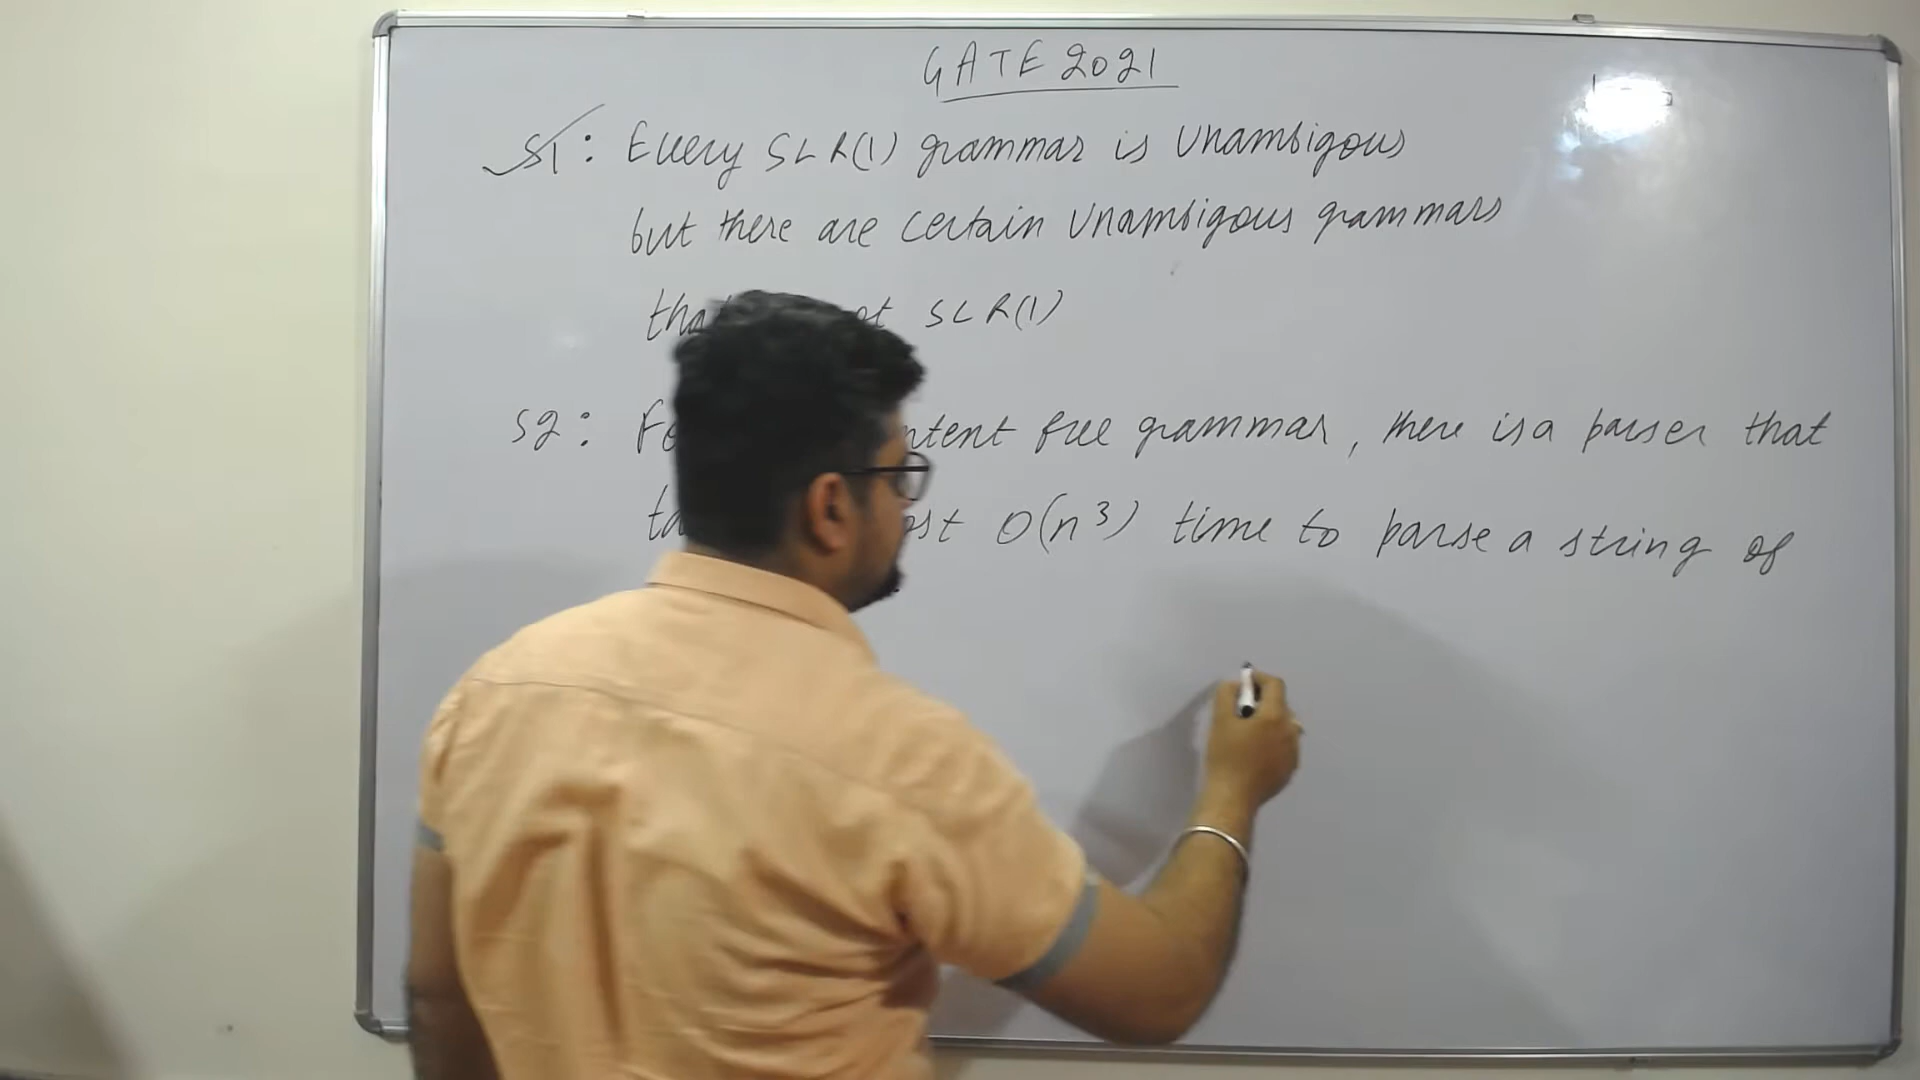 GATE 2021
S1: Every SLR(1) grammar is Unambigous
but there are certain Unambigous grammars
SLR(1)
S2: free grammar, there is a parser that
O(n³) time to parse a string of